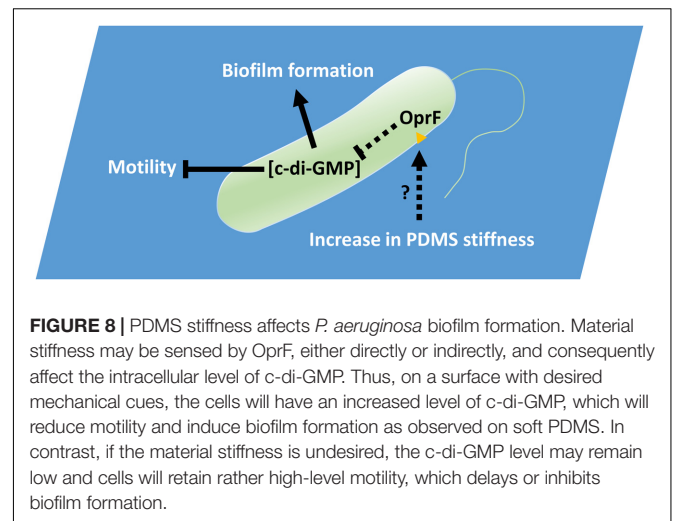 Biofilm formation
OprF
Motility
[c-di-GMP]
?
Increase in PDMS stiffness
FIGURE 8 | PDMS stiffness affects P. aeruginosa biofilm formation. Material
stiffness may be sensed by OprF, either directly or indirectly, and consequently
affect the intracellular level of c-di-GMP. Thus, on a surface with desired
mechanical cues, the cells will have an increased level of c-di-GMP, which will
reduce motility and induce biofilm formation as observed on soft PDMS. In
contrast, if the material stiffness is undesired, the c-di-GMP level may remain
low and cells will retain rather high-level motility, which delays or inhibits
biofilm formation.